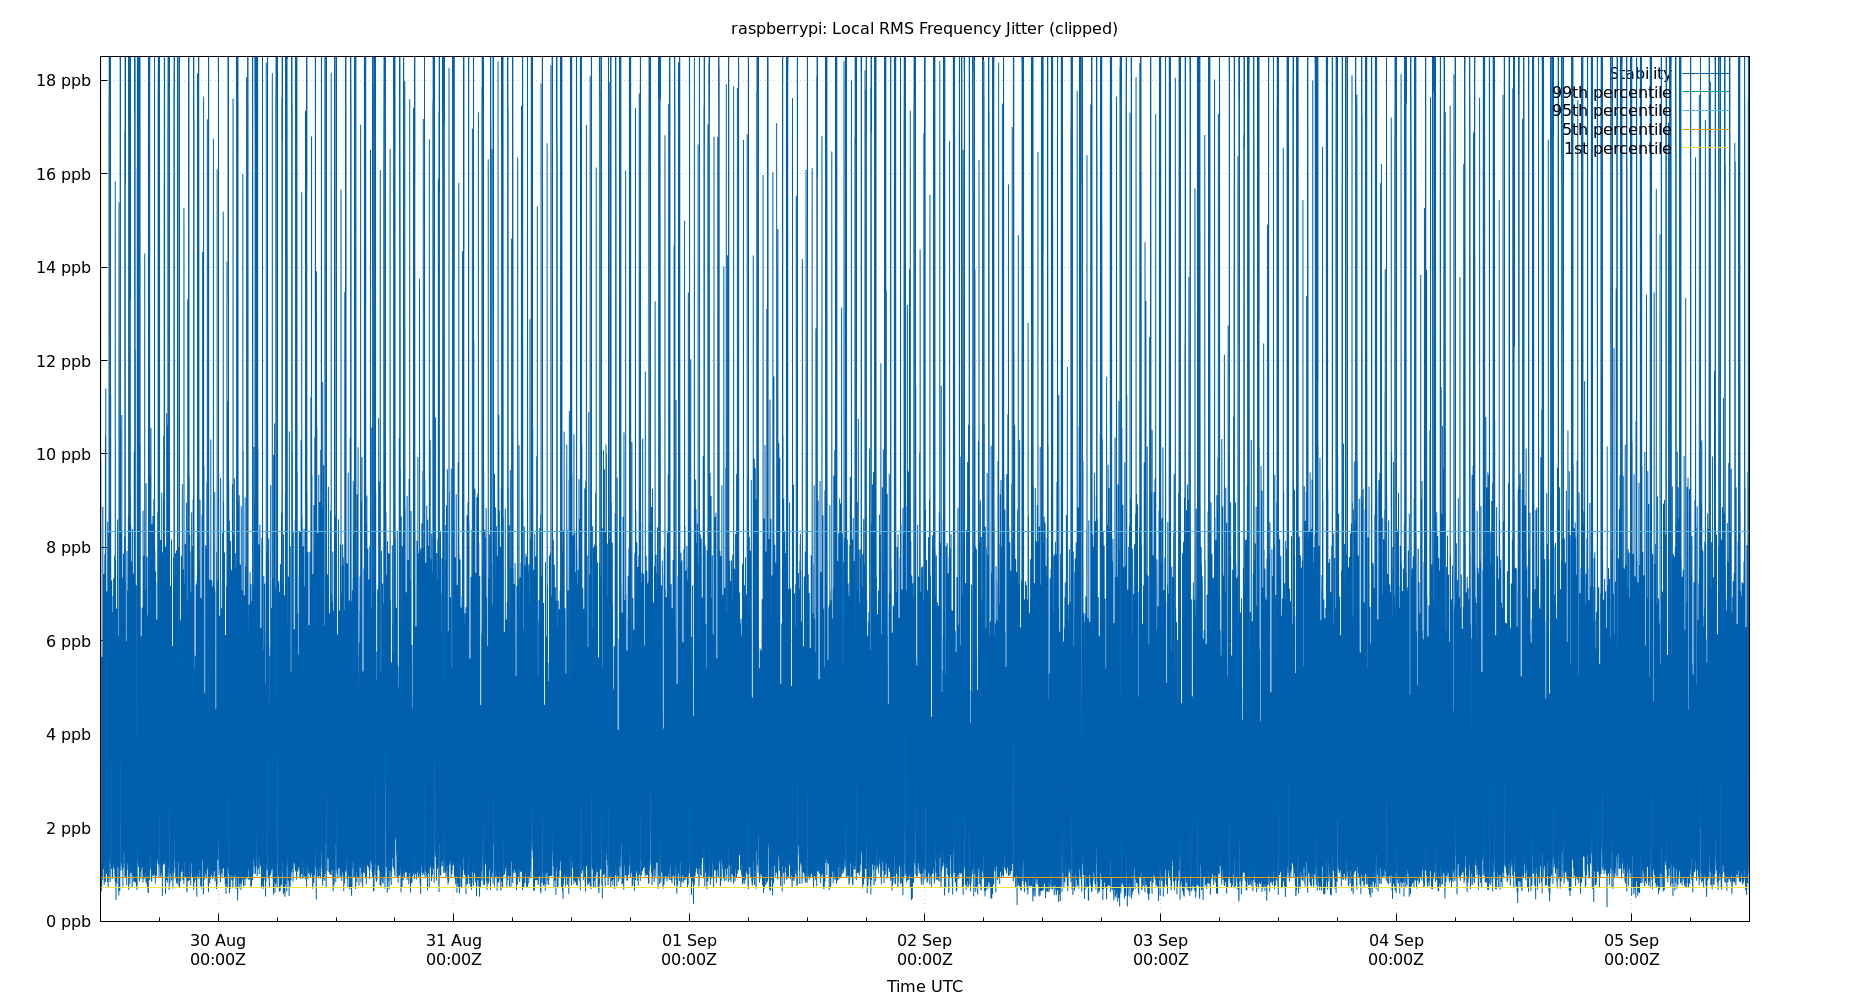 raspberrypi: Local RMS Frequency Jitter (clipped)
18 ppb
Stability
99th percentile
95th percentile
5th percentile
1st percentile
16 ppb
14 ppb
12 ppb
10 ppb
8 ppb
6 ppb
4 ppb
2 ppb
0 ppb
30 Aug 31 Aug 01 Sep 02 Sep 03 Sep 04 Sep 05 Sep
00:00Z 00:00Z 00:00Z 00:00Z 00:00Z 00:00Z 00:00Z
Time UTC